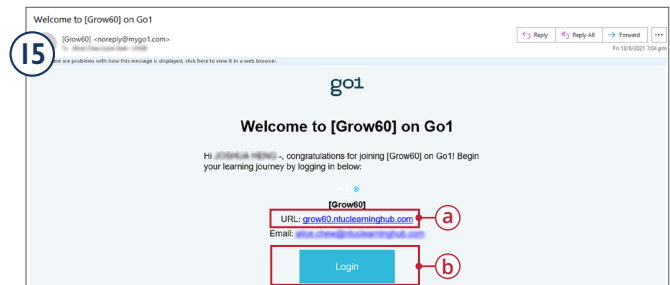 Welcome to [Grow60] on Go1
[Grow60] <noreply@mygo1.com>
Reply
Reply All
Forward
To
Fri 13/8/2021 7:04 pm
15
ere are problems with how this message is displayed, click here to view it in a web browser.
go1
Welcome to [Grow60] on Go1
Hi -, congratulations for joining [Grow60] on Go1! Begin
your learning journey by logging in below:
[Grow60]
URL: grow60.ntuclearninghub.com
a
Email:
Login
b